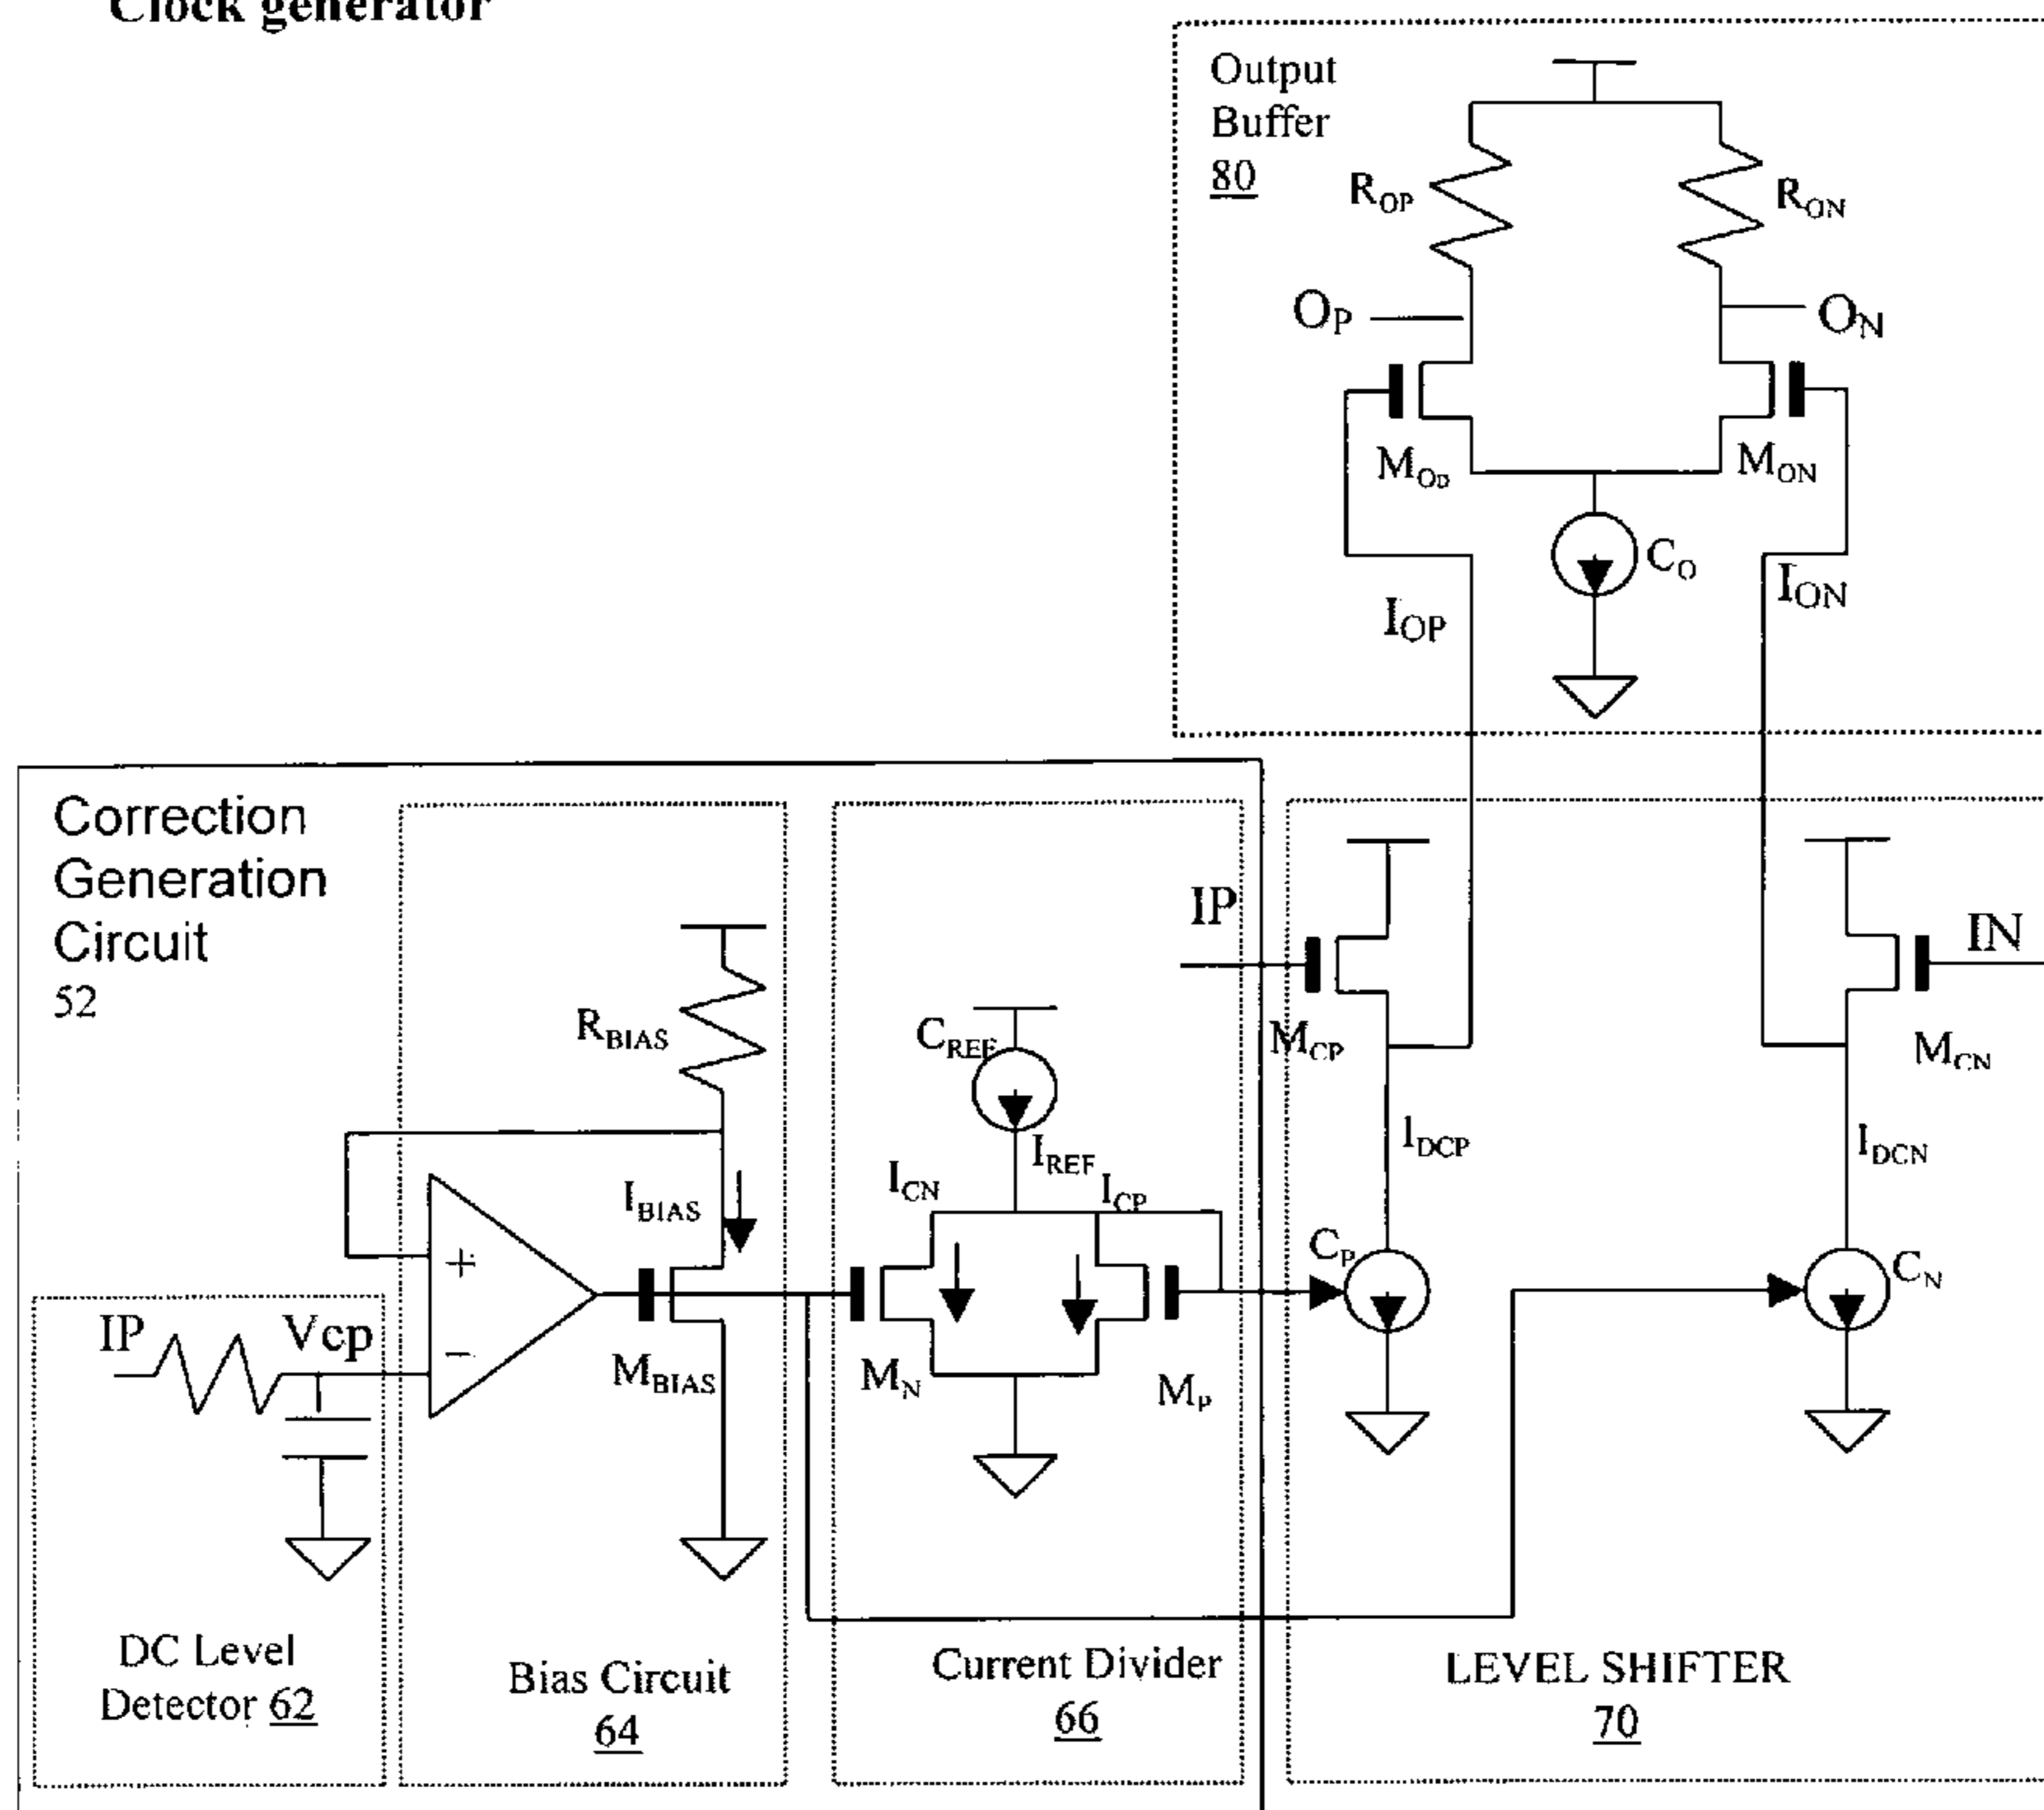 Clock generator
Output
Buffer
80
R_OP
R_ON
O_P
O_N
M_OP
M_ON
C_O
I_OP
I_ON
Correction
Generation
Circuit
52
IP
IN
M_CP
M_CN
R_BIAS
C_REF
I_REF
I_CN
I_CP
I_BIAS
I_DCP
I_DCN
C_P
C_N
+
−
IP
Vcp
M_BIAS
M_N
M_P
DC Level
Detector 62
Bias Circuit
64
Current Divider
66
LEVEL SHIFTER
70